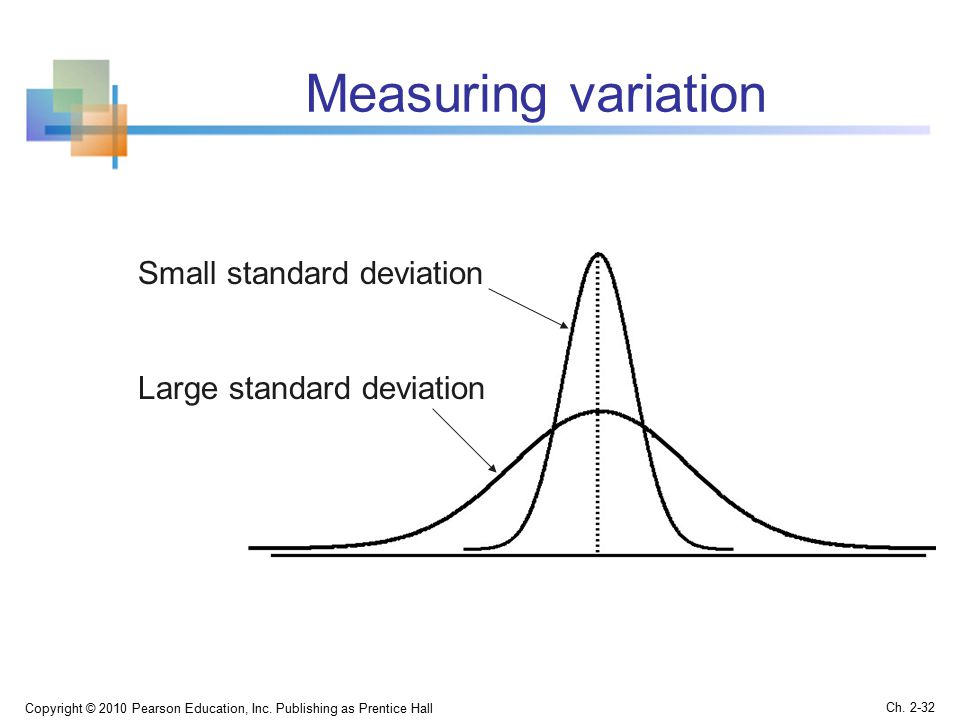 Measuring variation
Small standard deviation
Large standard deviation
Copyright © 2010 Pearson Education, Inc. Publishing as Prentice Hall
Ch. 2-32